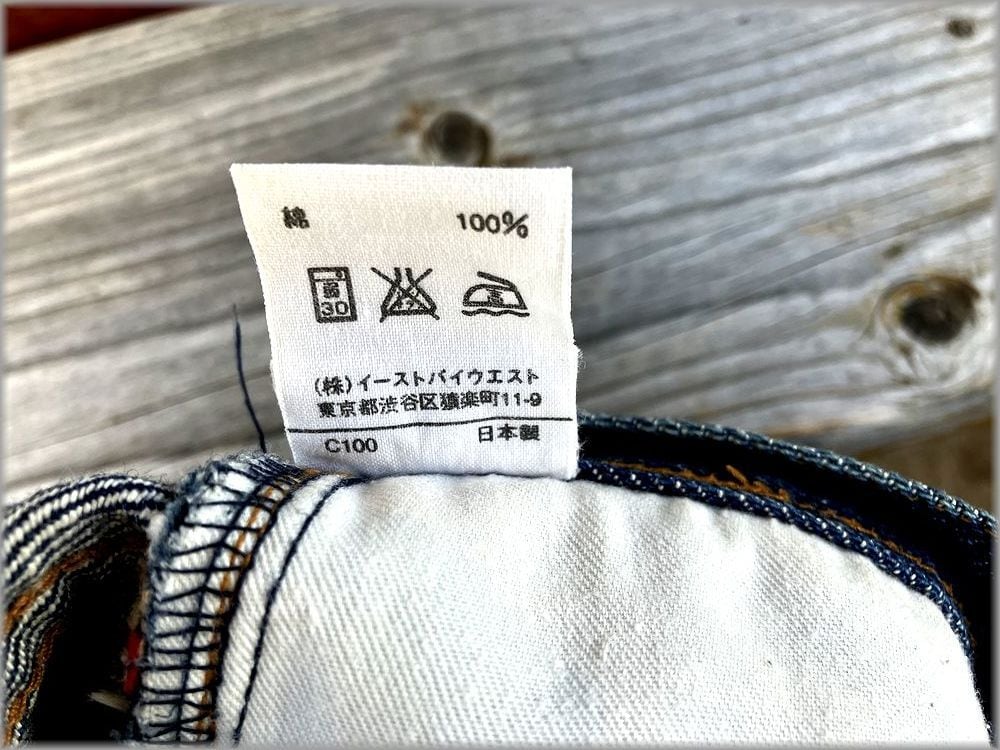 綿 100%
弱 30
(株)イーストバイウエスト
東京都渋谷区猿楽町11-9
C100 日本製